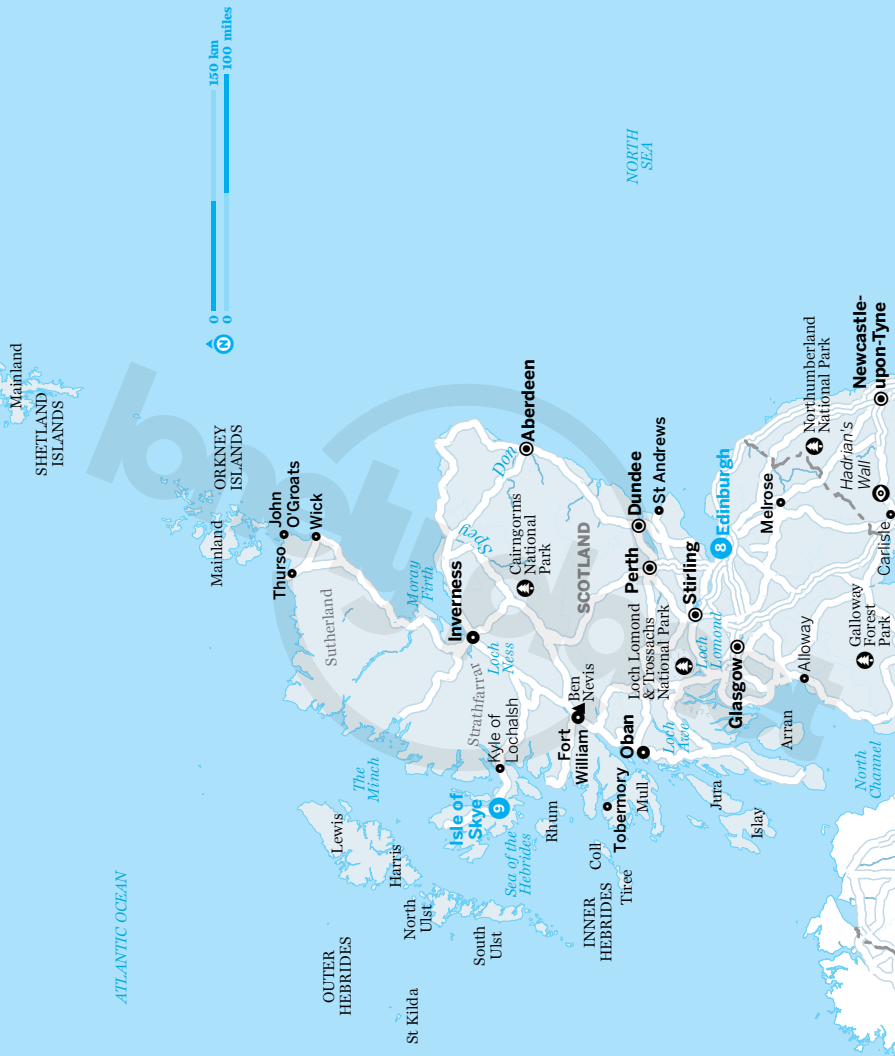 Mainland
SHETLAND
ISLANDS
0
150 km
0
100 miles
N
ATLANTIC OCEAN
NORTH
SEA
ORKNEY
ISLANDS
Mainland
John
O'Groats
Thurso
Wick
Sutherland
The
Minch
Lewis
Harris
OUTER
HEBRIDES
North
Ulst
South
Ulst
St Kilda
Moray
Firth
Inverness
Strathfarrar
Loch
Ness
Kyle of
Lochalsh
Isle of
Skye
9
Sea of the
Hebrides
Rhum
Spey
Don
Aberdeen
Cairngorms
National
Park
SCOTLAND
Fort
William
Ben
Nevis
INNER
HEBRIDES
Coll
Tiree
Tobermory
Mull
Oban
Loch
Awe
Loch Lomond
& Trossachs
National Park
Loch
Lomond
Perth
Dundee
St Andrews
Stirling
8 Edinburgh
Glasgow
Jura
Islay
Arran
Alloway
Melrose
Northumberland
National Park
Newcastle-
upon-Tyne
Hadrian's
Wall
Carlisle
Galloway
Forest
Park
North
Channel
lonely planet